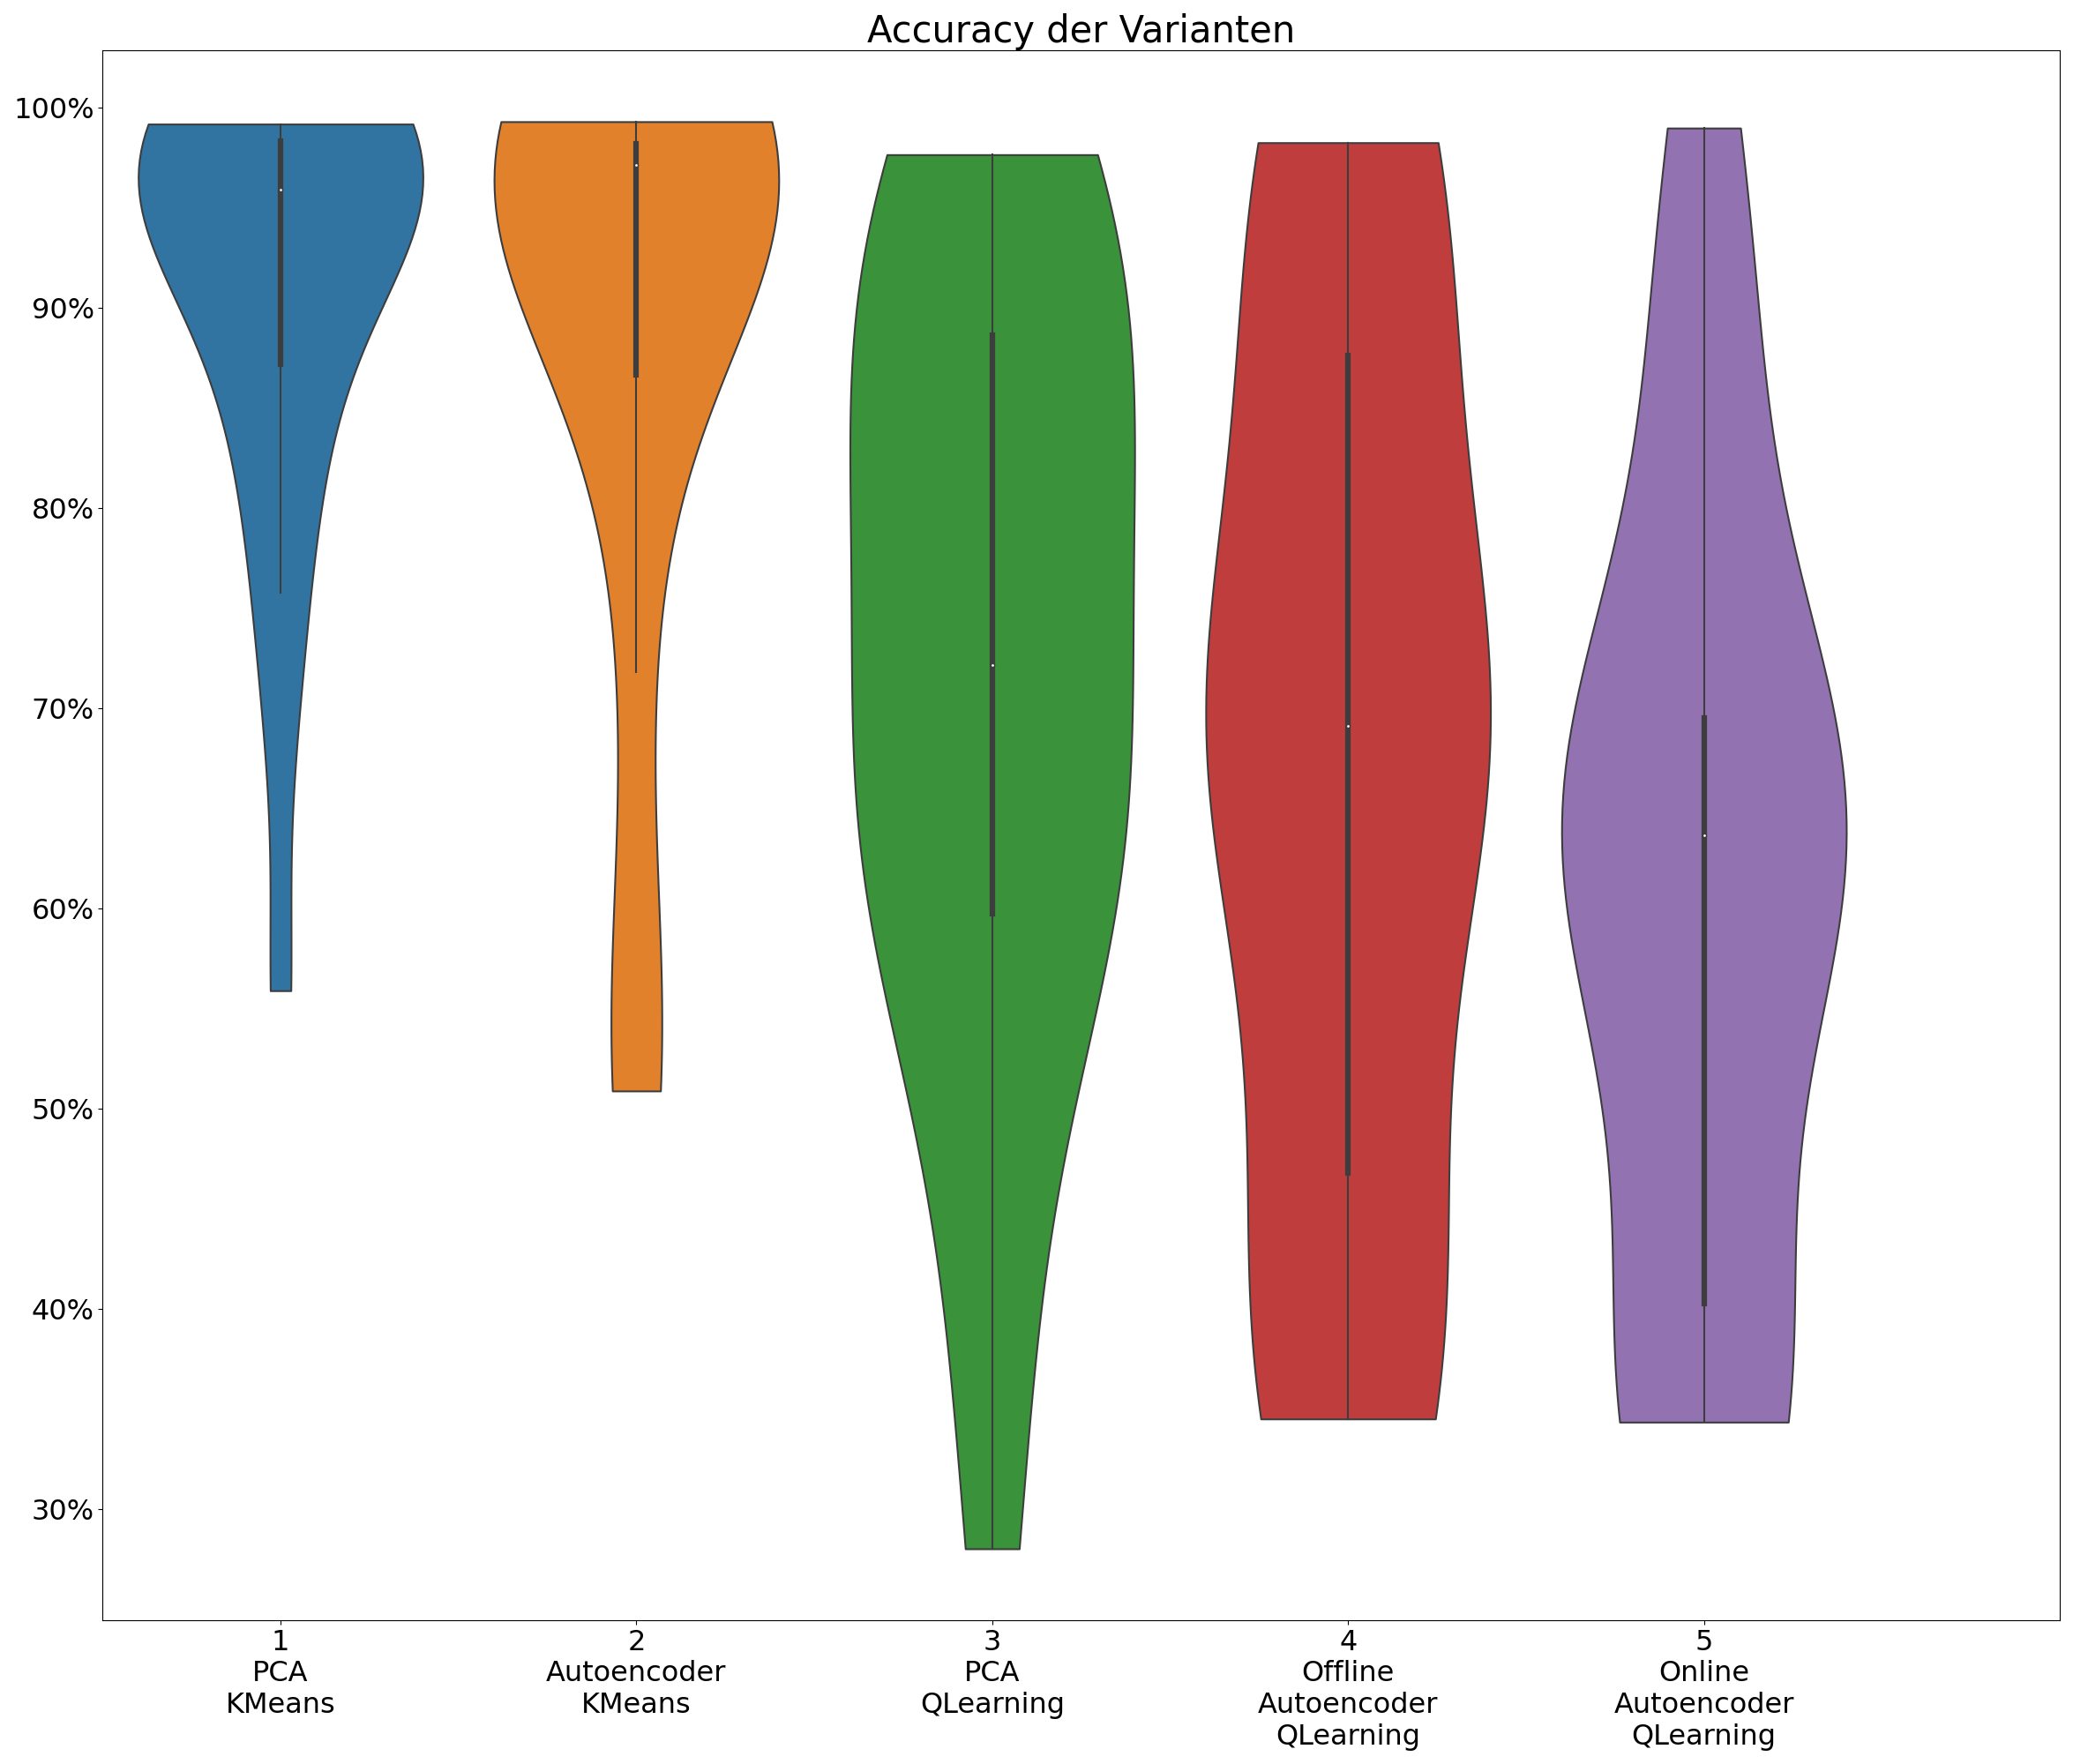 Accuracy der Varianten
100%
90%
80%
70%
60%
50%
40%
30%
1
PCA
KMeans
2
Autoencoder
KMeans
3
PCA
QLearning
4
Offline
Autoencoder
QLearning
5
Online
Autoencoder
QLearning